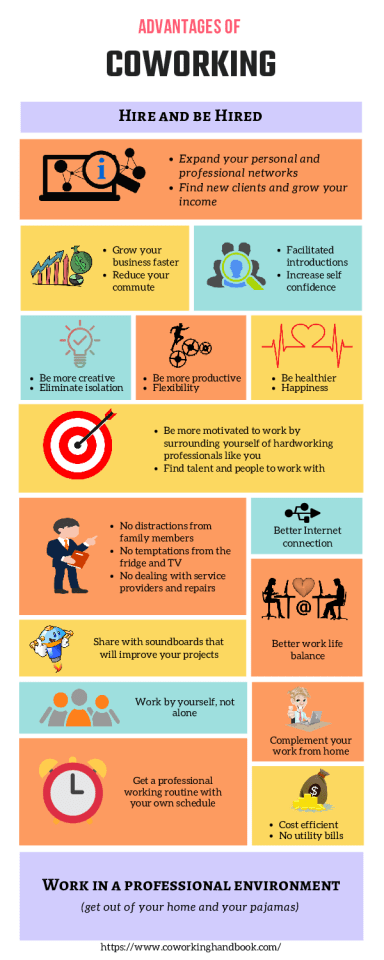 ADVANTAGES OF
COWORKING
HIRE AND BE HIRED
i
• Expand your personal and
professional networks
• Find new clients and grow your
income
• Grow your
business faster
• Reduce your
commute
• Facilitated
introductions
• Increase self
confidence
• Be more creative
• Eliminate isolation
• Be more productive
• Flexibility
• Be healthier
• Happiness
• Be more motivated to work by
surrounding yourself of hardworking
professionals like you
• Find talent and people to work with
• No distractions from
family members
• No temptations from the
fridge and TV
• No dealing with service
providers and repairs
Better Internet
connection
@
Better work life
balance
Share with soundboards that
will improve your projects
Work by yourself, not
alone
Complement your
work from home
Get a professional
working routine with
your own schedule
$
• Cost efficient
• No utility bills
WORK IN A PROFESSIONAL ENVIRONMENT
(get out of your home and your pajamas)
https://www.coworkinghandbook.com/